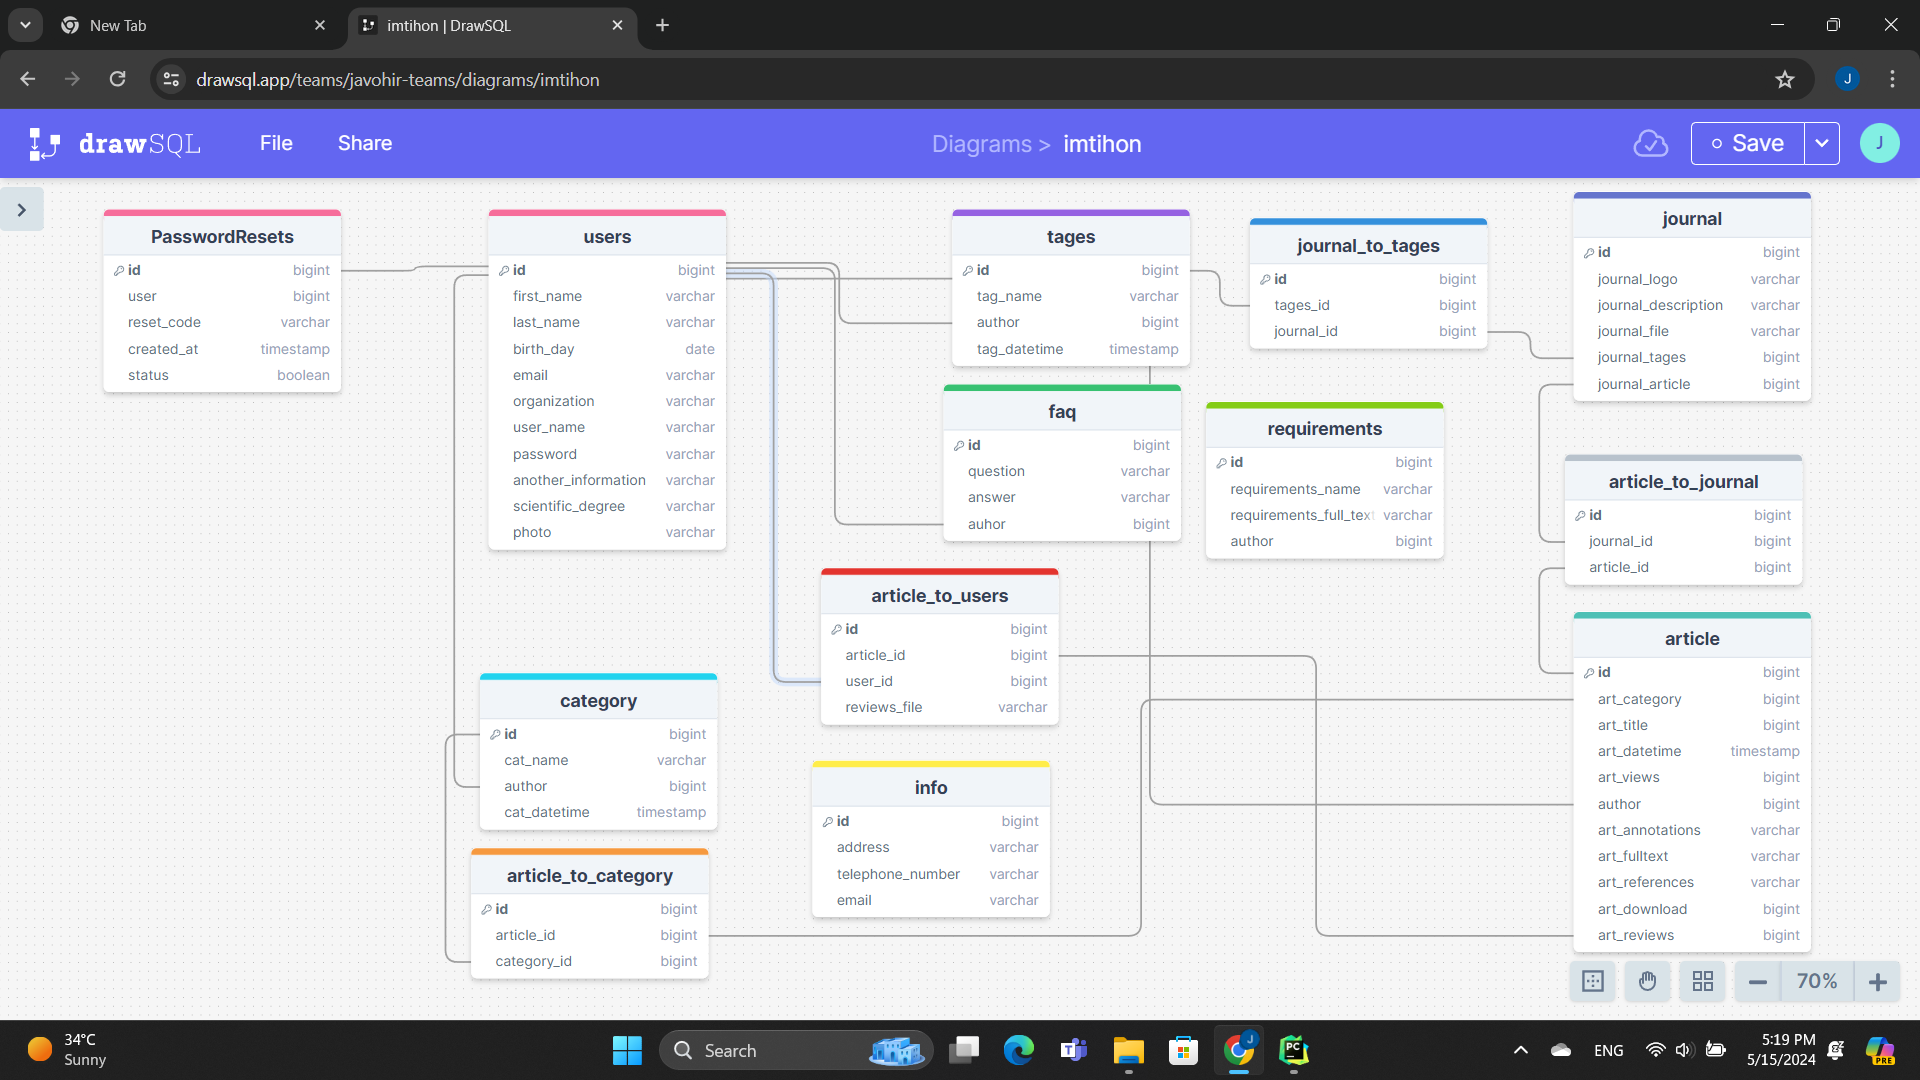 New Tab
imtihon | DrawSQL
drawsql.app/teams/javohir-teams/diagrams/imtihon
J
drawSQL
File
Share
Diagrams > imtihon
Save
J
PasswordResets
id bigint
user bigint
reset_code varchar
created_at timestamp
status boolean
users
id bigint
first_name varchar
last_name varchar
birth_day date
email varchar
organization varchar
user_name varchar
password varchar
another_information varchar
scientific_degree varchar
photo varchar
tages
id bigint
tag_name varchar
author bigint
tag_datetime timestamp
journal_to_tages
id bigint
tages_id bigint
journal_id bigint
journal
id bigint
journal_logo varchar
journal_description varchar
journal_file varchar
journal_tages bigint
journal_article bigint
faq
id bigint
question varchar
answer varchar
auhor bigint
requirements
id bigint
requirements_name varchar
requirements_full_text varchar
author bigint
article_to_journal
id bigint
journal_id bigint
article_id bigint
article_to_users
id bigint
article_id bigint
user_id bigint
reviews_file varchar
article
id bigint
art_category bigint
art_title bigint
art_datetime timestamp
art_views bigint
author bigint
art_annotations varchar
art_fulltext varchar
art_references varchar
art_download bigint
art_reviews bigint
category
id bigint
cat_name varchar
author bigint
cat_datetime timestamp
info
id bigint
address varchar
telephone_number varchar
email varchar
article_to_category
id bigint
article_id bigint
category_id bigint
70%
34°C
Sunny
Search
J
PC
ENG
5:19 PM
5/15/2024
PRE